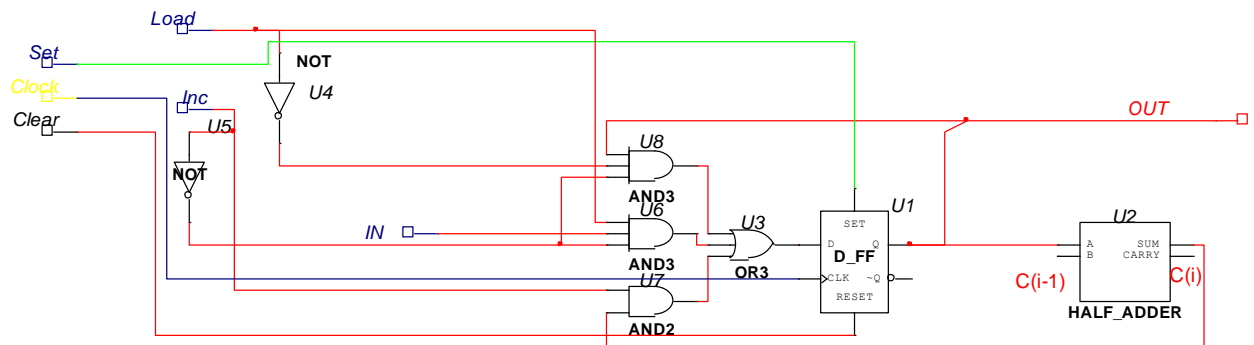 Load
Set
NOT
Clock
Inc
U4
Clear
U5
OUT
NOT
U8
AND3
U6
U1
U2
SET
IN
U3
D Q
D_FF
A SUM
B CARRY
AND3
OR3
U7
CLK ~Q
C(i-1)
C(i)
RESET
HALF_ADDER
AND2